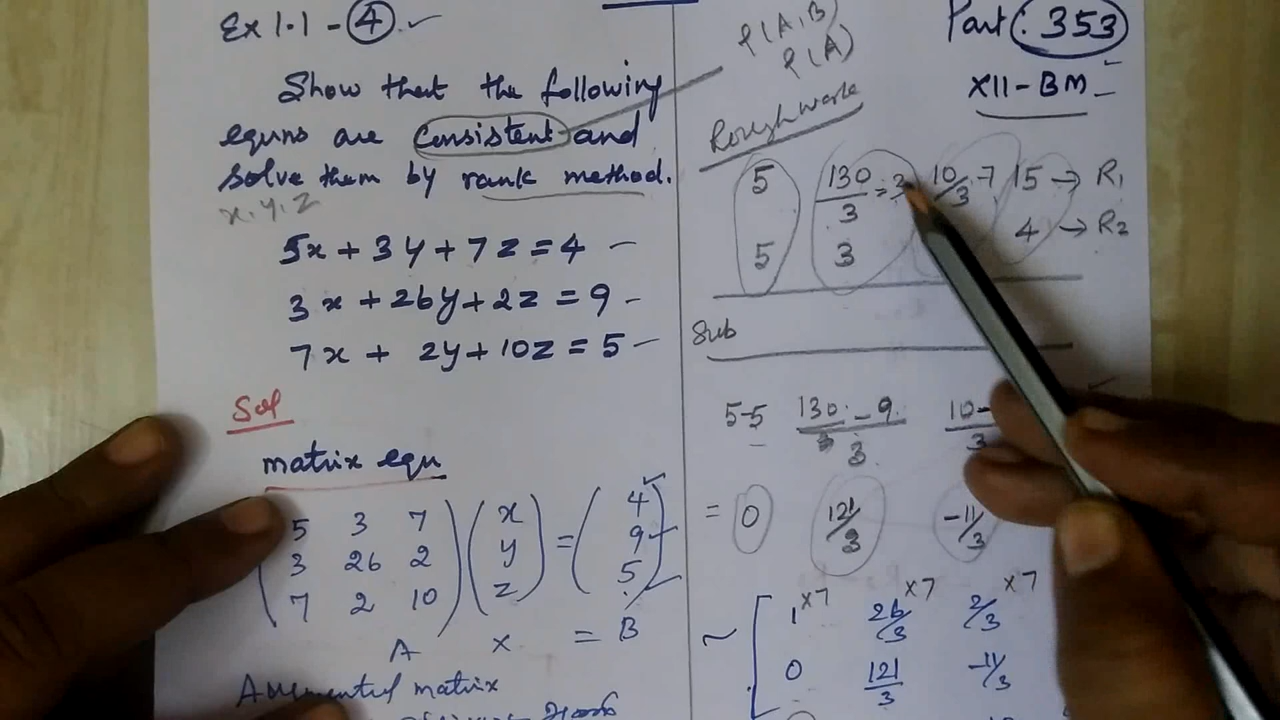 Ex 1.1 - ④
Show that the following
equns are consistent and
solve them by rank method.
x, y, z
5x + 3y + 7z = 4
3x + 26y + 2z = 9
7x + 2y + 10z = 5
Sol
matrix equ
5 3 7 x 4
3 26 2 y = 9
7 2 10 z 5
A X = B
Augmented matrix
ρ(A,B)
ρ(A)
Part : 353
XII - BM
Rough work
5 130/3 10/3 15 → R1
5 3 4 → R2
Sub
5-5 130-9/3 10-/3
= 0 121/3 -11/3
~ 1 ×7 26/3 ×7 2/3 ×7
0 121/3 -11/3